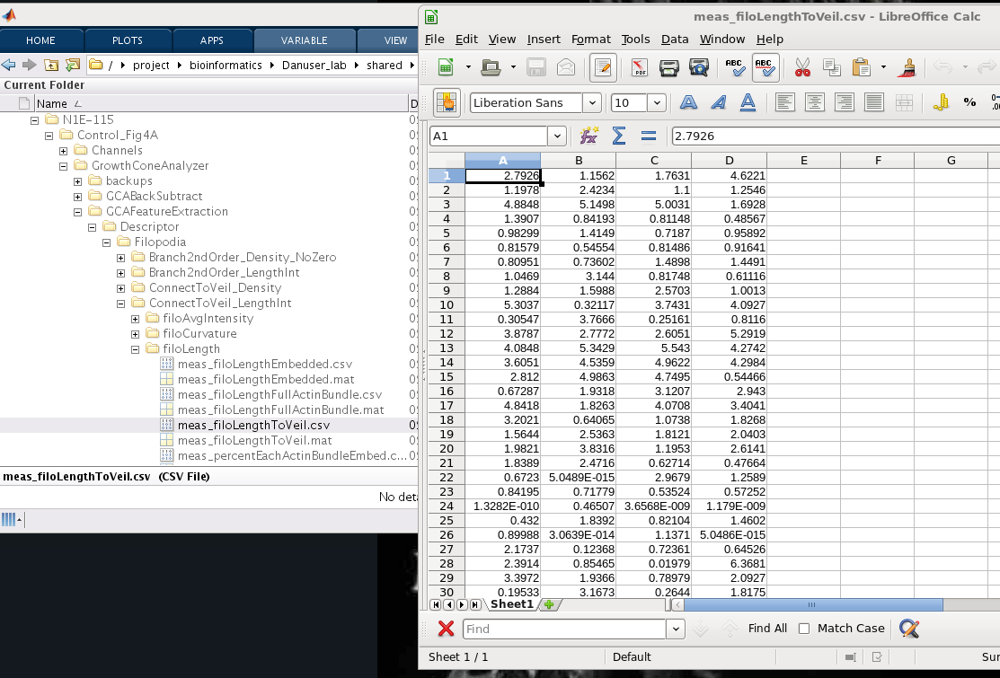 HOME PLOTS APPS VARIABLE VIEW
/ project bioinformatics Danuser_lab shared
Current Folder
Name
N1E-115
Control_Fig4A
Channels
GrowthConeAnalyzer
backups
GCABackSubtract
GCAFeatureExtraction
Descriptor
Filopodia
Branch2ndOrder_Density_NoZero
Branch2ndOrder_LengthInt
ConnectToVeil_Density
ConnectToVeil_LengthInt
filoAvgIntensity
filoCurvature
filoLength
meas_filoLengthEmbedded.csv
meas_filoLengthEmbedded.mat
meas_filoLengthFullActinBundle.csv
meas_filoLengthFullActinBundle.mat
meas_filoLengthToVeil.csv
meas_filoLengthToVeil.mat
meas_percentEachActinBundleEmbed.c...
meas_filoLengthToVeil.csv (CSV File)
No
meas_filoLengthToVeil.csv - LibreOffice Calc
File Edit View Insert Format Tools Data Window Help
Liberation Sans 10
A1 2.7926
A B C D E F G
1 2.7926 1.1562 1.7631 4.6221
2 1.1978 2.4234 1.1 1.2546
3 4.8848 5.1498 5.0031 1.6928
4 1.3907 0.84193 0.81148 0.48567
5 0.98299 1.4149 0.7187 0.95892
6 0.81579 0.54554 0.81486 0.91641
7 0.80951 0.73602 1.4898 1.4491
8 1.0469 3.144 0.81748 0.61116
9 1.2884 1.5988 2.5703 1.0013
10 5.3037 0.32117 3.7431 4.0927
11 0.30547 3.7666 0.25161 0.8116
12 3.8787 2.7772 2.6051 5.2919
13 4.0848 5.3429 5.543 4.2742
14 3.6051 4.5359 4.9622 4.2984
15 2.812 4.9863 4.7495 0.54466
16 0.67287 1.9318 3.1207 2.943
17 4.8418 1.8263 4.0708 3.4041
18 3.2021 0.64065 1.0738 1.8268
19 1.5644 2.5363 1.8121 2.0403
20 1.9821 3.8316 1.1953 2.6141
21 1.8389 2.4716 0.62714 0.47664
22 0.6723 5.0489E-015 2.9679 1.2589
23 0.84195 0.71779 0.53524 0.57252
24 1.3282E-010 0.46507 3.6568E-009 1.179E-009
25 0.432 1.8392 0.82104 1.4602
26 0.89988 3.0639E-014 1.1371 5.0486E-015
27 2.1737 0.12368 0.72361 0.64526
28 2.3914 0.85465 0.01979 6.3681
29 3.3972 1.9366 0.78979 2.0927
30 0.19533 3.1673 0.2644 1.8175
Sheet1
Find Find All Match Case
Sheet 1 / 1 Default